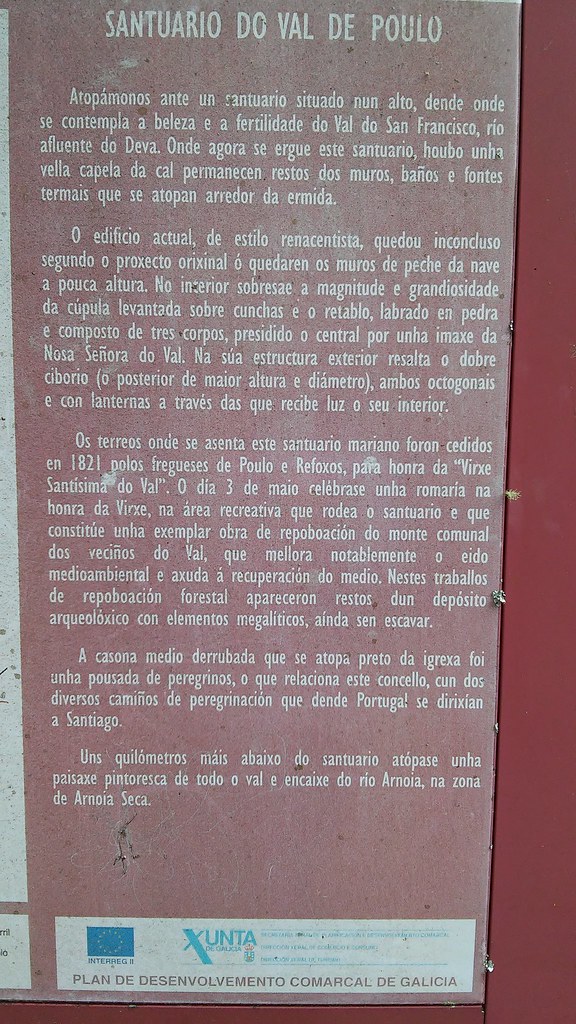 SANTUARIO DO VAL DE POULO
Atopámonos ante un santuario situado nun alto, dende onde
se contempla a beleza e a fertilidade do Val do San Francisco, río
afluente do Deva. Onde agora se ergue este santuario, houbo unha
vella capela da cal permanecen restos dos muros, baños e fontes
termais que se atopan arredor da ermida.
O edificio actual, de estilo renacentista, quedou inconcluso
segundo o proxecto orixinal ó quedaren os muros de peche da nave
a pouca altura. No interior sobresae a magnitude e grandiosidade
da cúpula levantada sobre cunchas e o retablo, labrado en pedra
e composto de tres corpos, presidido o central por unha imaxe da
Nosa Señora do Val. Na súa estructura exterior resalta o dobre
ciborio (o posterior de maior altura e diámetro), ambos octogonais
e con lanternas a través das que recibe luz o seu interior.
Os terreos onde se asenta este santuario mariano foron cedidos
en 1821 polos fregueses de Poulo e Refoxos, para honra da “Virxe
Santísima do Val”. O día 3 de maio celébrase unha romaría na
honra da Virxe, na área recreativa que rodea o santuario e que
constitúe unha exemplar obra de repoboación do monte comunal
dos veciños do Val, que mellora notablemente o eido
medioambiental e axuda á recuperación do medio. Nestes traballos
de repoboación forestal apareceron restos dun depósito
arqueolóxico con elementos megalíticos, aínda sen escavar.
A casona medio derrubada que se atopa preto da igrexa foi
unha pousada de peregrinos, o que relaciona este concello, cun dos
diversos camiños de peregrinación que dende Portugal se dirixían
a Santiago.
Uns quilómetros máis abaixo do santuario atópase unha
paisaxe pintoresca de todo o val e encaixe do río Arnoia, na zona
de Arnoia Seca.
INTERREG II
XUNTA
DE GALICIA
PLAN DE DESENVOLVEMENTO COMARCAL DE GALICIA